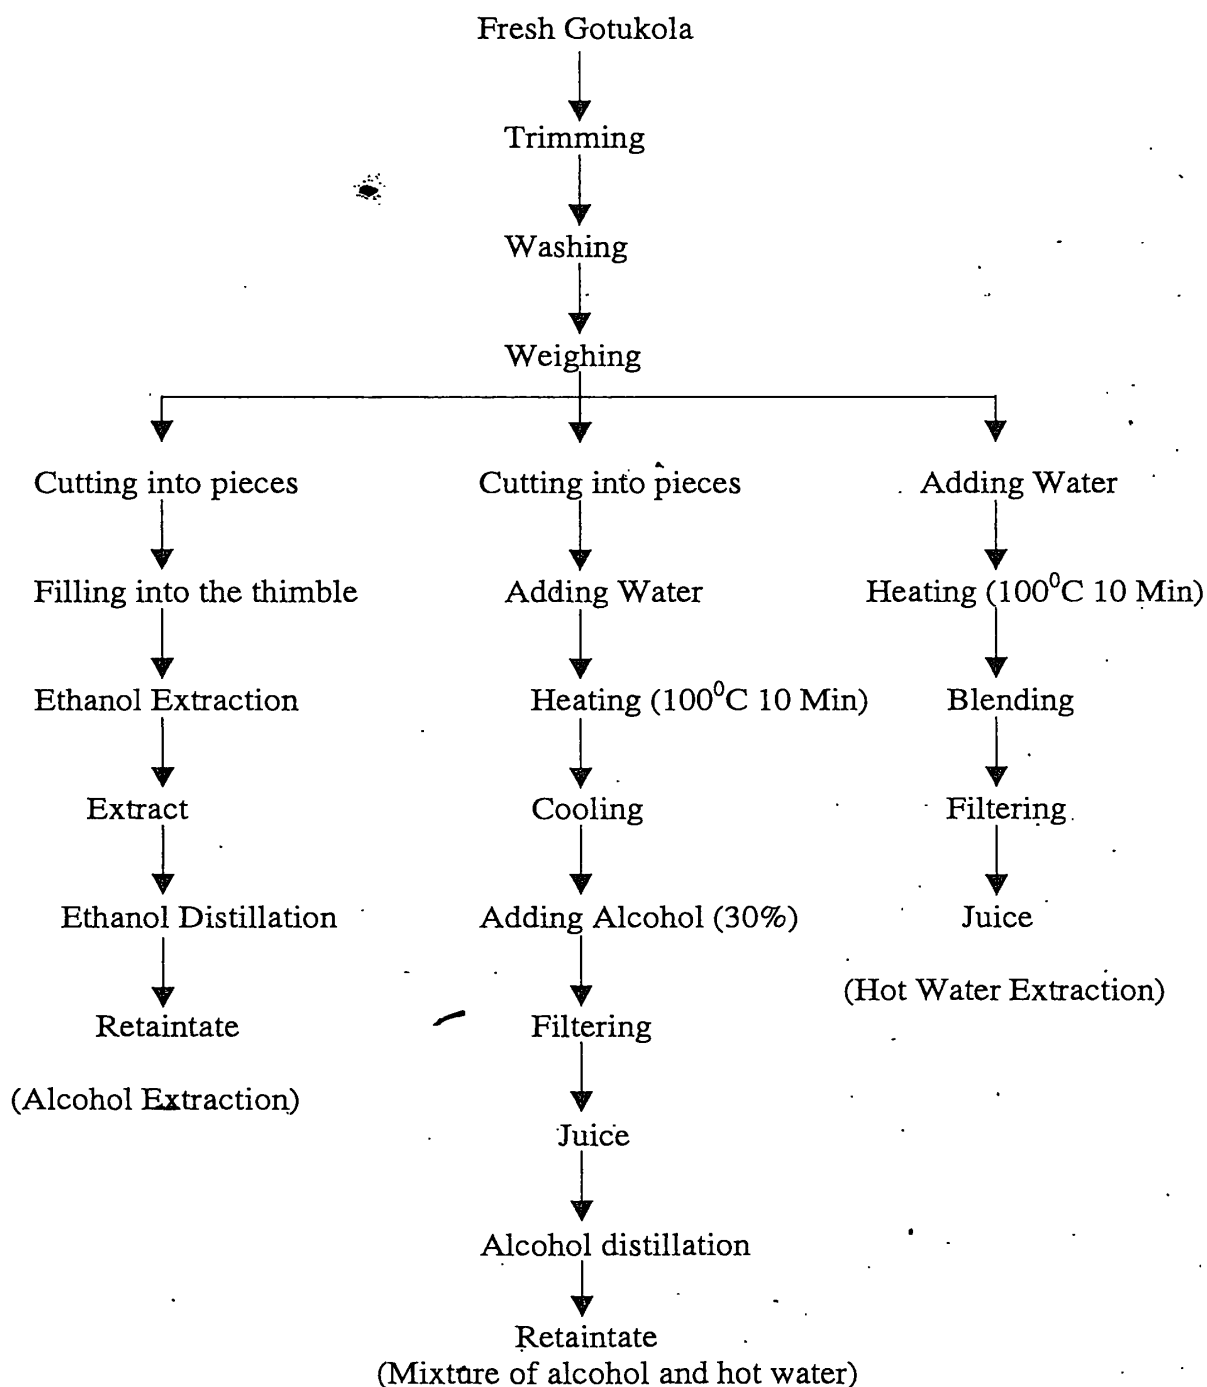 Fresh Gotukola
Trimming
Washing
Weighing
Cutting into pieces
Filling into the thimble
Ethanol Extraction
Extract
Ethanol Distillation
Retaintate
(Alcohol Extraction)
Cutting into pieces
Adding Water
Heating (100⁰C 10 Min)
Cooling
Adding Alcohol (30%)
Filtering
Juice
Alcohol distillation
Retaintate
(Mixture of alcohol and hot water)
Adding Water
Heating (100⁰C 10 Min)
Blending
Filtering
Juice
(Hot Water Extraction)